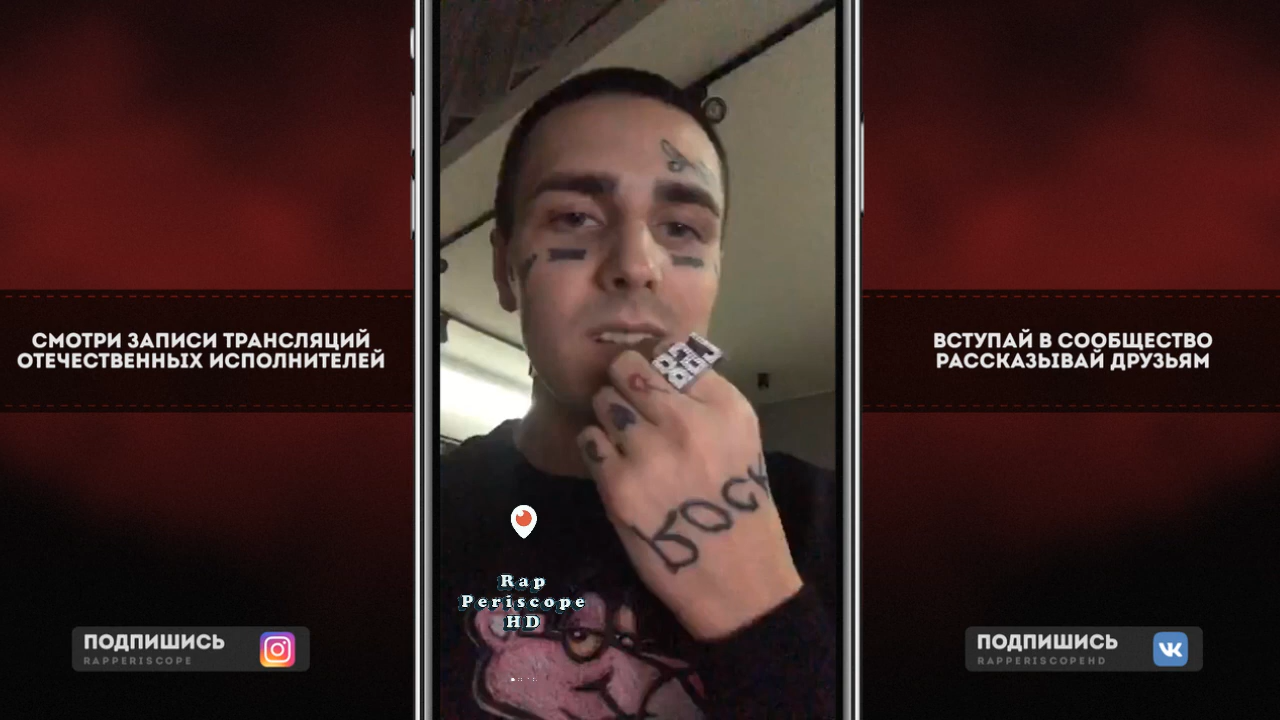 СМОТРИ ЗАПИСИ ТРАНСЛЯЦИЙ
ОТЕЧЕСТВЕННЫХ ИСПОЛНИТЕЛЕЙ
ВСТУПАЙ В СООБЩЕСТВО
РАССКАЗЫВАЙ ДРУЗЬЯМ
Rap
Periscope
HD
ПОДПИШИСЬ
RAPPERISCOPE
ПОДПИШИСЬ
RAPPERISCOPEHD